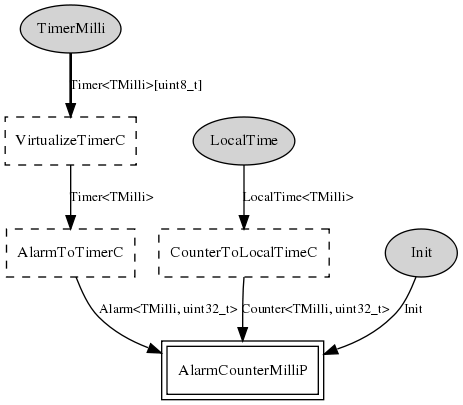 TimerMilli
Timer<TMilli>[uint8_t]
VirtualizeTimerC
LocalTime
Timer<TMilli>
LocalTime<TMilli>
AlarmToTimerC
CounterToLocalTimeC
Init
Alarm<TMilli, uint32_t>
Counter<TMilli, uint32_t>
Init
AlarmCounterMilliP